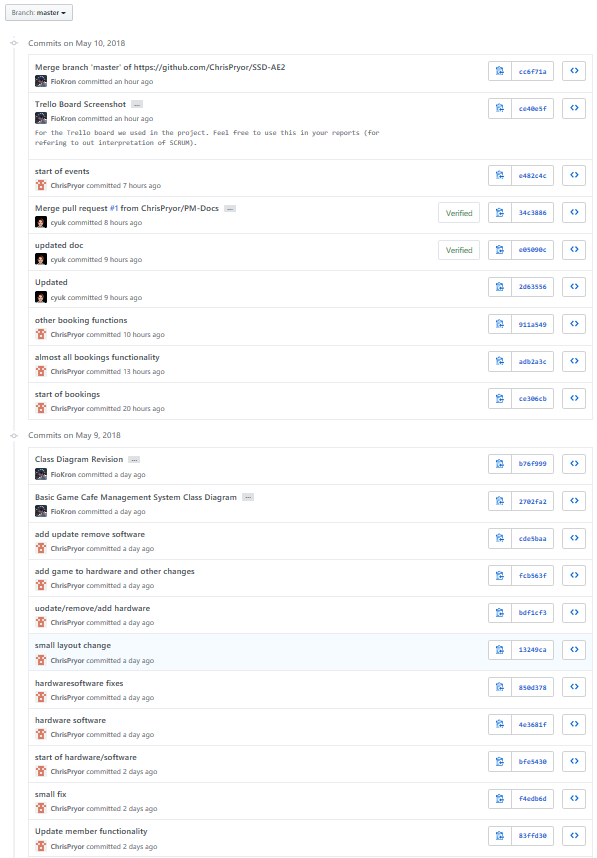 Branch: master
Commits on May 10, 2018
Merge branch 'master' of https://github.com/ChrisPryor/SSD-AE2
FioKron committed an hour ago
cc6f71a
Trello Board Screenshot …
FioKron committed an hour ago
ce40e5f
For the Trello board we used in the project. Feel free to use this in your reports (for
refering to out interpretation of SCRUM).
start of events
ChrisPryor committed 7 hours ago
e482c4c
Merge pull request #1 from ChrisPryor/PM-Docs …
cyuk committed 8 hours ago
Verified
34c3886
updated doc
cyuk committed 9 hours ago
Verified
e05090c
Updated
cyuk committed 9 hours ago
2d63556
other booking functions
ChrisPryor committed 10 hours ago
911a549
almost all bookings functionality
ChrisPryor committed 13 hours ago
adb2a3c
start of bookings
ChrisPryor committed 20 hours ago
ce306cb
Commits on May 9, 2018
Class Diagram Revision …
FioKron committed a day ago
b76f999
Basic Game Cafe Management System Class Diagram …
FioKron committed a day ago
2702fa2
add update remove software
ChrisPryor committed a day ago
cde5baa
add game to hardware and other changes
ChrisPryor committed a day ago
fcb563f
uodate/remove/add hardware
ChrisPryor committed a day ago
bdf1cf3
small layout change
ChrisPryor committed a day ago
13249ca
hardwaresoftware fixes
ChrisPryor committed a day ago
850d378
hardware software
ChrisPryor committed a day ago
4e3681f
start of hardware/software
ChrisPryor committed 2 days ago
bfe5430
small fix
ChrisPryor committed 2 days ago
f4edb6d
Update member functionality
ChrisPryor committed 2 days ago
83ffd30